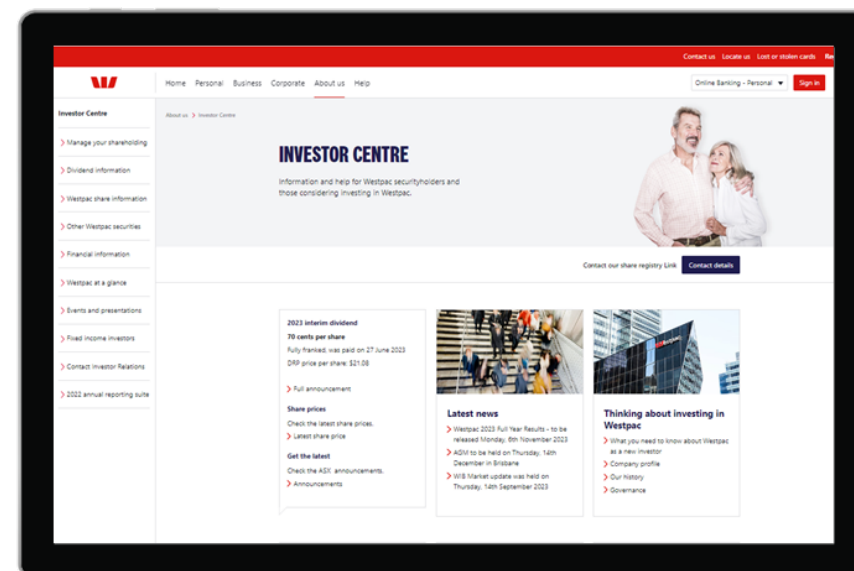 Contact us Locate us Lost or stolen cards Re
Home Personal Business Corporate About us Help
Online Banking - Personal
Sign in
Investor Centre
Manage your shareholding
Dividend information
Westpac share information
Other Westpac securities
Financial information
Westpac at a glance
Events and presentations
Fixed income investors
Contact Investor Relations
2022 annual reporting suite
About us > Investor Centre
INVESTOR CENTRE
Information and help for Westpac securityholders and
those considering investing in Westpac.
Contact our share registry Link
Contact details
2023 interim dividend
70 cents per share
Fully franked, was paid on 27 June 2023
DRP price per share: $21.08
Full announcement
Share prices
Check the latest share prices.
Latest share price
Get the latest
Check the ASX announcements.
Announcements
Latest news
Westpac 2023 Full Year Results - to be
released Monday, 6th November 2023
AGM to be held on Thursday, 14th
December in Brisbane
WIB Market update was held on
Thursday, 14th September 2023
Westpac
Thinking about investing in
Westpac
What you need to know about Westpac
as a new investor
Company profile
Our history
Governance